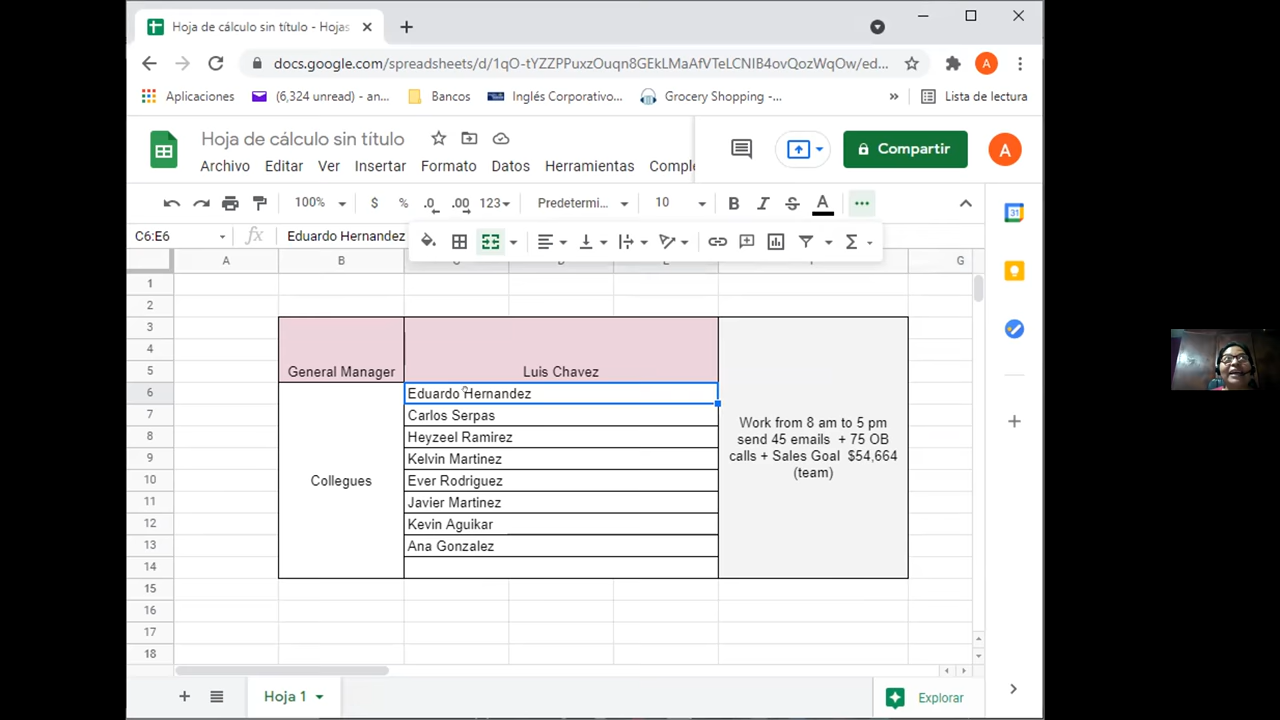 Hoja de cálculo sin título - Hojas
docs.google.com/spreadsheets/d/1qO-tYZZPPuxzOuqn8GEkLMaAfVTeLCNIB4ovQozWqOw/ed...
Aplicaciones (6,324 unread) - an... Bancos Inglés Corporativo... Grocery Shopping -... » Lista de lectura
A
Hoja de cálculo sin título
Compartir
A
Archivo Editar Ver Insertar Formato Datos Herramientas Comple
100% $ % .0 .00 123 Predetermi... 10 B I S A
C6:E6 fx Eduardo Hernandez
A B G
1
2
3
4
5 General Manager Luis Chavez
6 Eduardo Hernandez
7 Carlos Serpas
8 Heyzeel Ramirez
9 Kelvin Martinez
10 Collegues Ever Rodriguez
11 Javier Martinez
12 Kevin Aguikar
13 Ana Gonzalez
14
15
16
17
18
Work from 8 am to 5 pm
send 45 emails + 75 OB
calls + Sales Goal $54,664
(team)
31
Hoja 1
Explorar